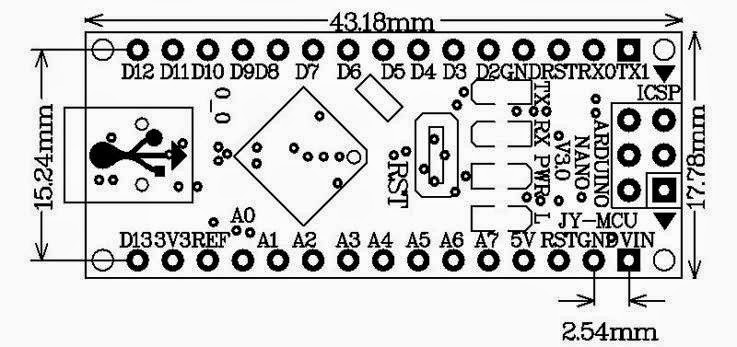 43.18mm
D12 D11 D10 D9 D8 D7 D6 D5 D4 D3 D2 GND RST RX0 TX1
ICSP
TX
RX
PWR
L
RST
ARDUINO
NANO
V3.0
JY-MCU
A0
D13 3V3 REF A1 A2 A3 A4 A5 A6 A7 5V RST GND VIN
15.24mm
17.78mm
2.54mm